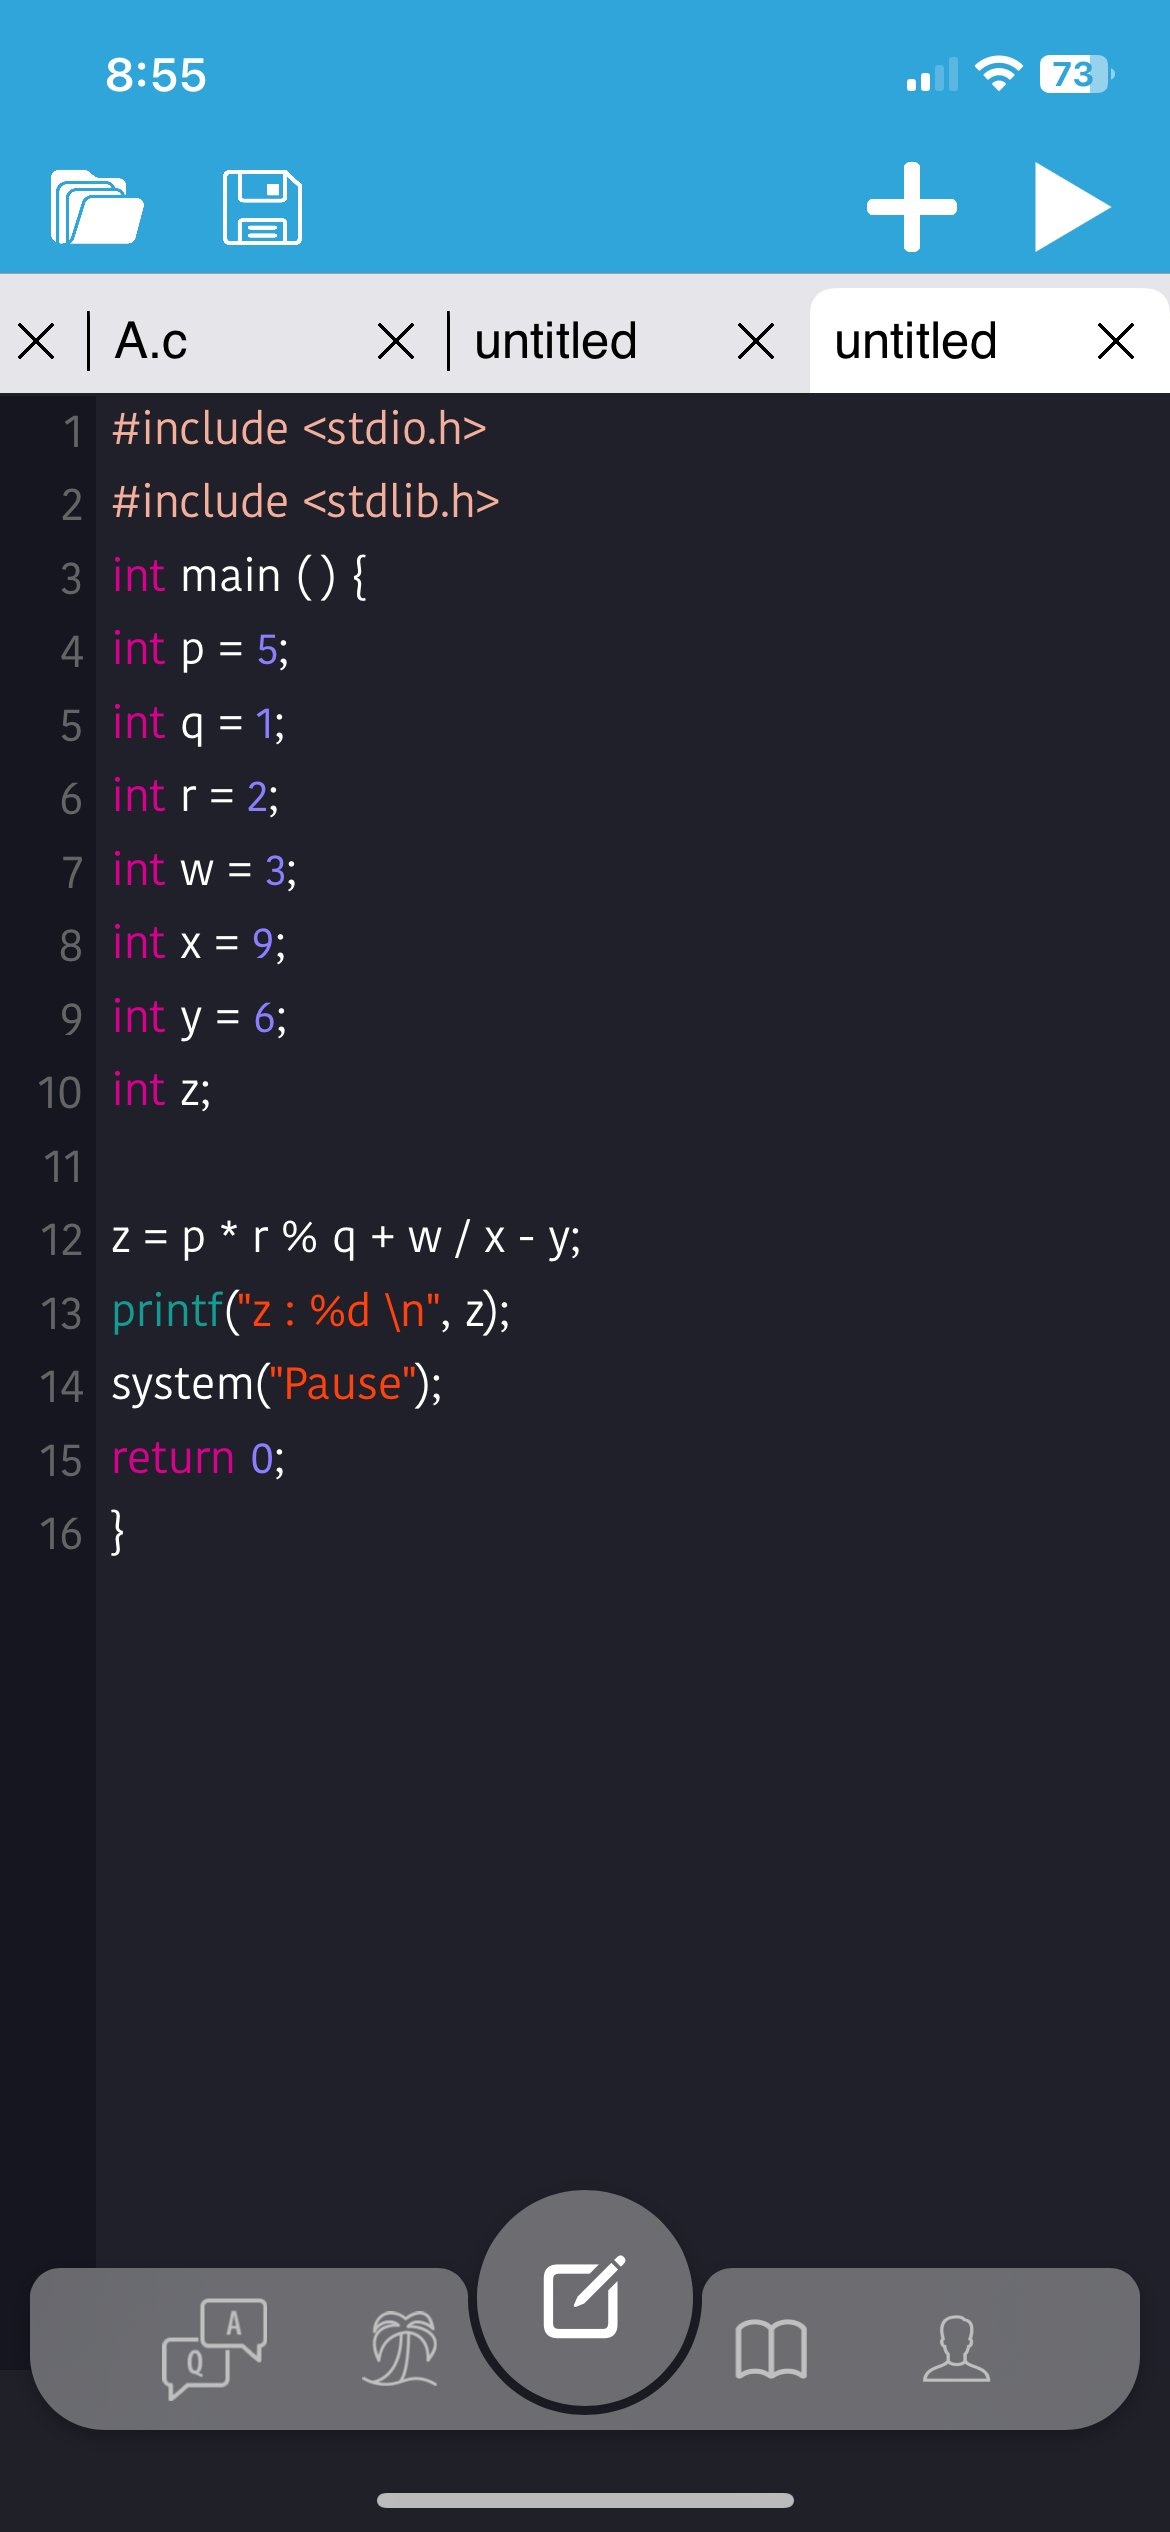 8:55 73
A.c untitled untitled
1 #include <stdio.h>
2 #include <stdlib.h>
3 int main () {
4 int p = 5;
5 int q = 1;
6 int r = 2;
7 int w = 3;
8 int x = 9;
9 int y = 6;
10 int z;
11
12 z = p * r % q + w / x - y;
13 printf("z : %d \n", z);
14 system("Pause");
15 return 0;
16 }
A
Q